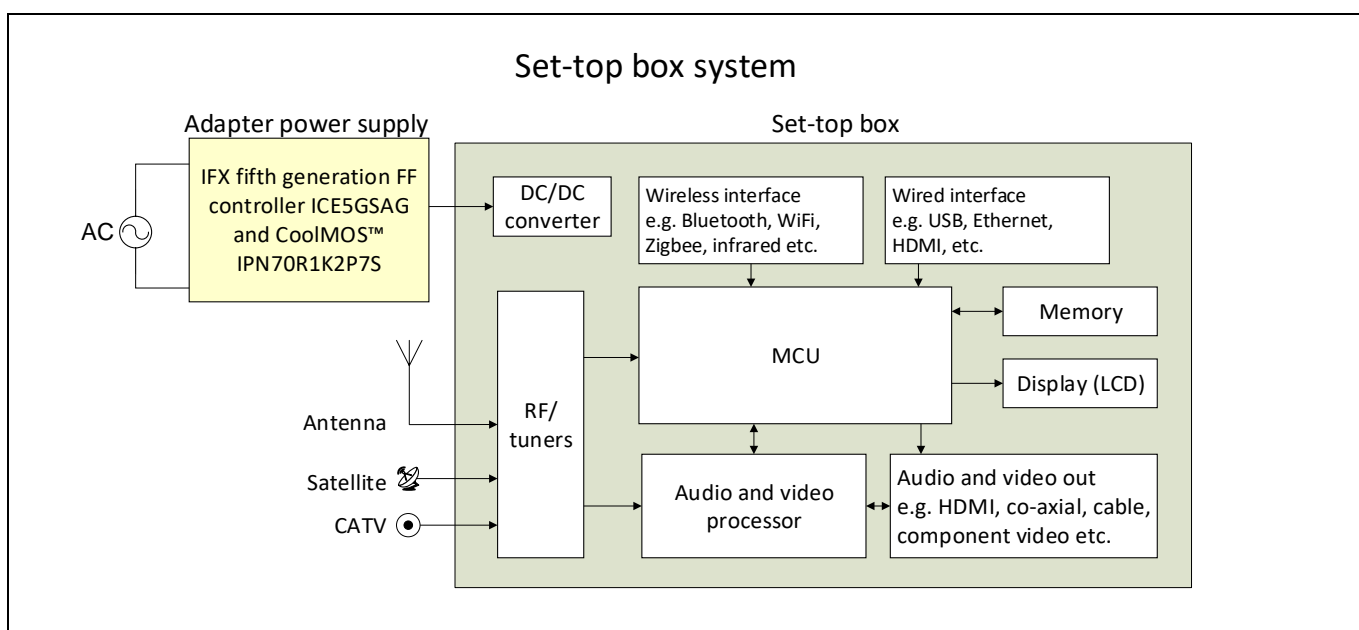 Set-top box system
Adapter power supply
Set-top box
IFX fifth generation FF
controller ICE5GSAG
and CoolMOS™
IPN70R1K2P7S
AC
DC/DC
converter
Wireless interface
e.g. Bluetooth, WiFi,
Zigbee, infrared etc.
Wired interface
e.g. USB, Ethernet,
HDMI, etc.
MCU
Memory
Display (LCD)
RF/
tuners
Antenna
Satellite
CATV
Audio and video
processor
Audio and video out
e.g. HDMI, co-axial, cable,
component video etc.